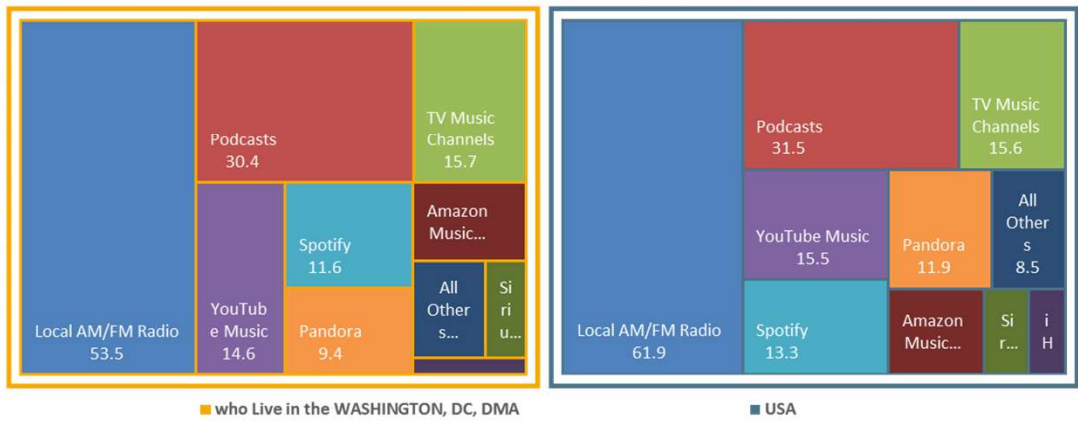 Podcasts
30.4
TV Music
Channels
15.7
Local AM/FM Radio
53.5
YouTub
e Music
14.6
Spotify
11.6
Pandora
9.4
Amazon
Music...
All
Other
s...
Si
ri
u...
Podcasts
31.5
TV Music
Channels
15.6
Local AM/FM Radio
61.9
YouTube Music
15.5
Pandora
11.9
All
Other
s
8.5
Spotify
13.3
Amazon
Music...
Si
r...
i
H
who Live in the WASHINGTON, DC, DMA
USA